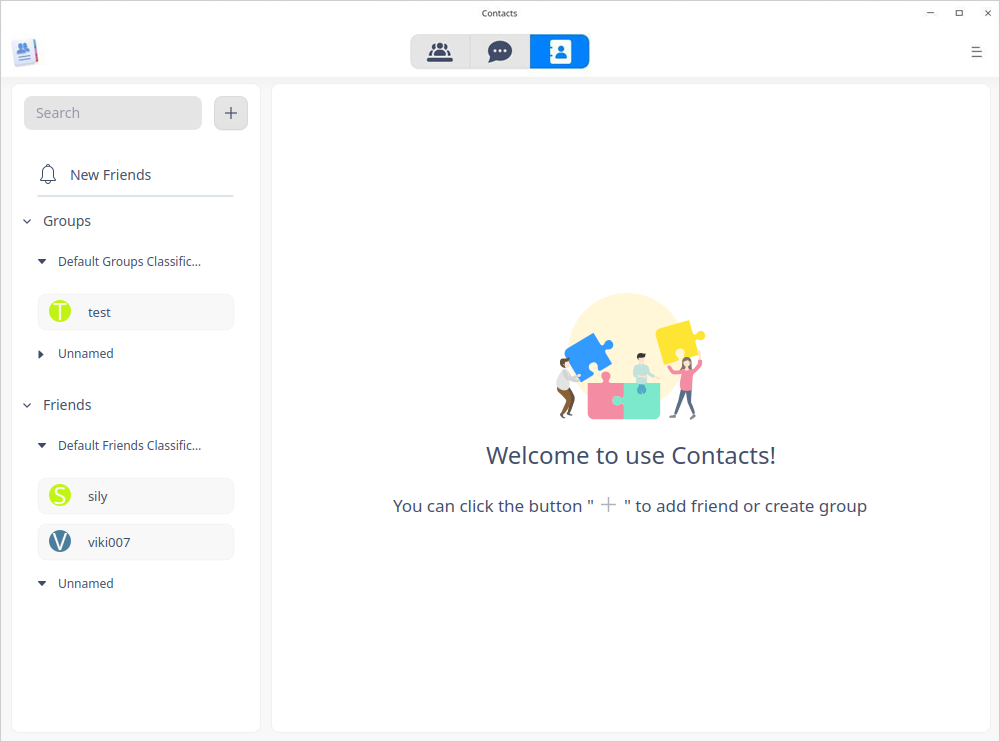 Contacts
Search
New Friends
Groups
Default Groups Classific...
T
test
Unnamed
Friends
Default Friends Classific...
S
sily
V
viki007
Unnamed
Welcome to use Contacts!
You can click the button " + " to add friend or create group